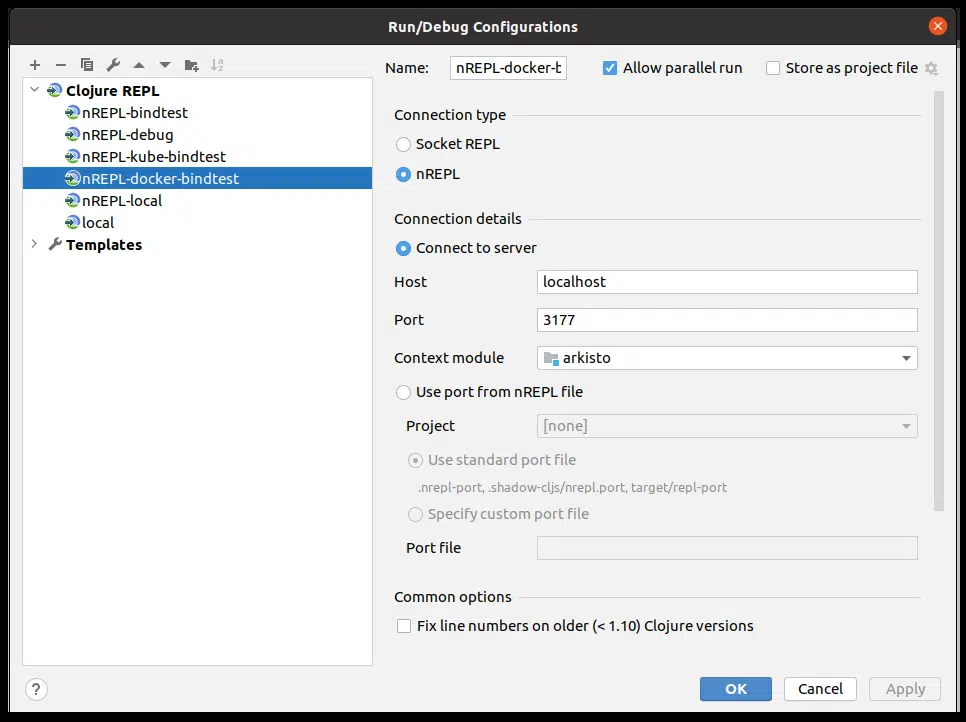 Run/Debug Configurations
Name: nREPL-docker-b Allow parallel run Store as project file
Clojure REPL
nREPL-bindtest
nREPL-debug
nREPL-kube-bindtest
nREPL-docker-bindtest
nREPL-local
local
Templates
Connection type
Socket REPL
nREPL
Connection details
Connect to server
Host localhost
Port 3177
Context module arkisto
Use port from nREPL file
Project [none]
Use standard port file
.nrepl-port, .shadow-cljs/nrepl.port, target/repl-port
Specify custom port file
Port file
Common options
Fix line numbers on older (< 1.10) Clojure versions
? OK Cancel Apply